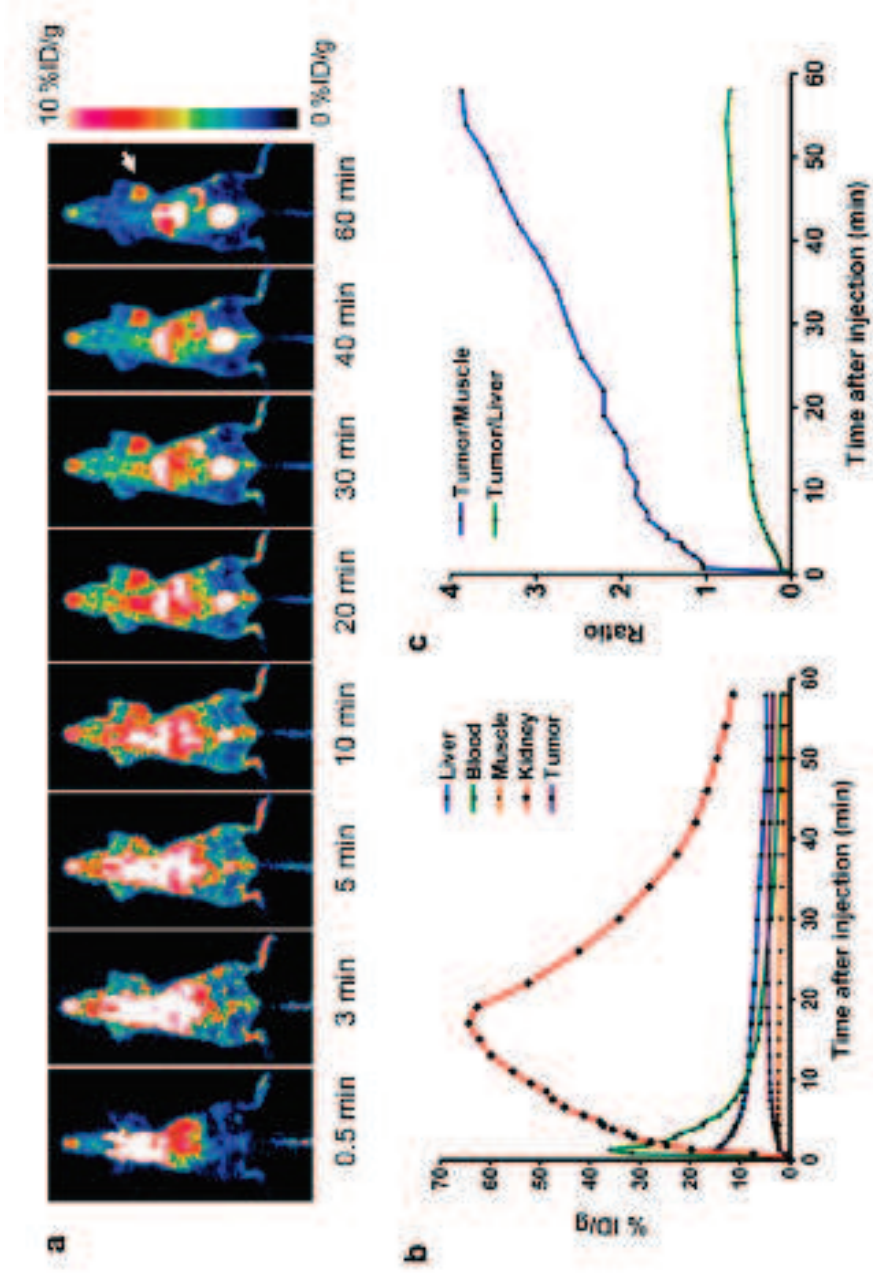 a
10 %ID/g
0 %ID/g
0.5 min
3 min
5 min
10 min
20 min
30 min
40 min
60 min
b
% ID/g
70
60
50
40
30
20
10
0
Liver
Blood
Muscle
Kidney
Tumor
0
10
20
30
40
50
60
Time after injection (min)
c
Ratio
4
3
2
1
0
Tumor/Muscle
Tumor/Liver
0
10
20
30
40
50
60
Time after injection (min)